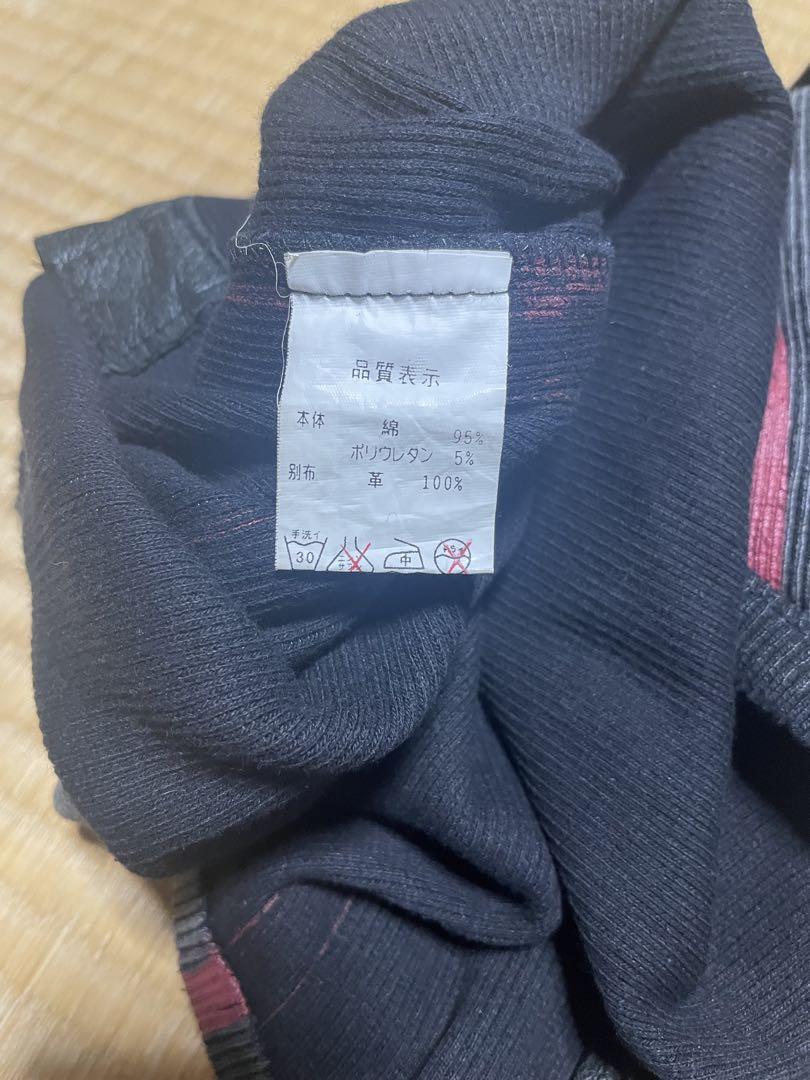 品質表示
本体 綿 95%
ポリウレタン 5%
別布 革 100%
手洗イ
30 中